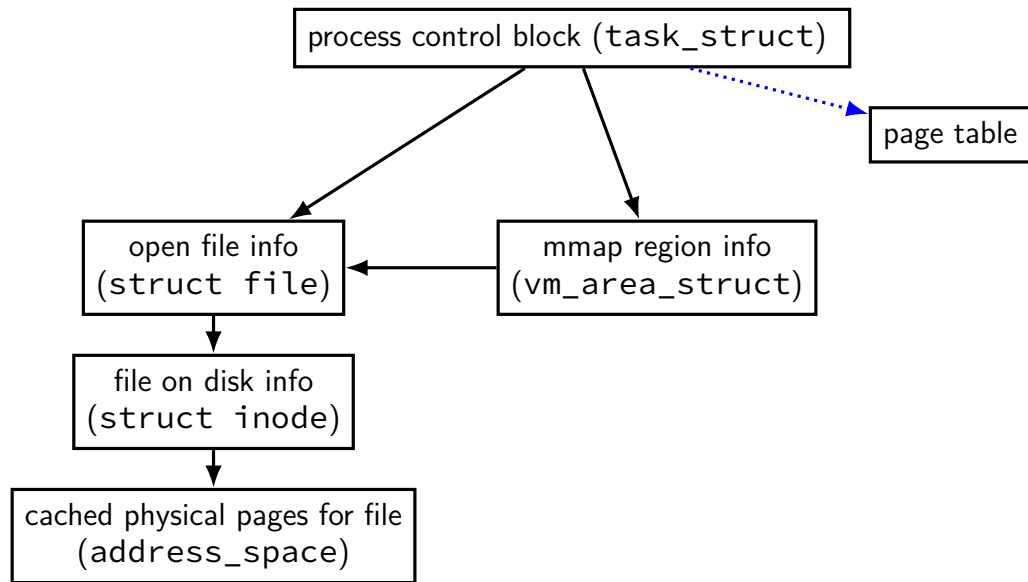 process control block (task_struct)
page table
open file info
(struct file)
mmap region info
(vm_area_struct)
file on disk info
(struct inode)
cached physical pages for file
(address_space)